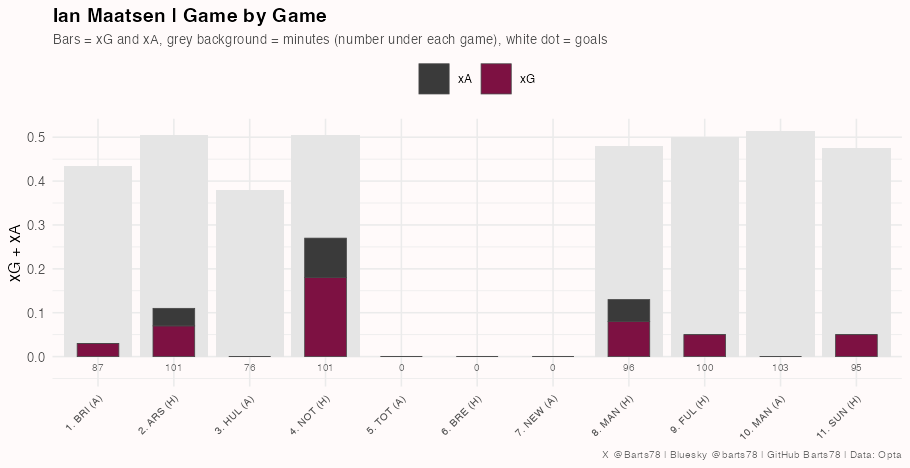 Ian Maatsen | Game by Game
Bars = xG and xA, grey background = minutes (number under each game), white dot = goals
xA xG
xG + xA
0.5
0.4
0.3
0.2
0.1
0.0
87 101 76 101 0 0 0 96 100 103 95
1. BRI (A) 2. ARS (H) 3. HUL (A) 4. NOT (H) 5. TOT (A) 6. BRE (H) 7. NEW (A) 8. MAN (H) 9. FUL (H) 10. MAN (A) 11. SUN (H)
X @Barts78 | Bluesky @barts78 | GitHub Barts78 | Data: Opta